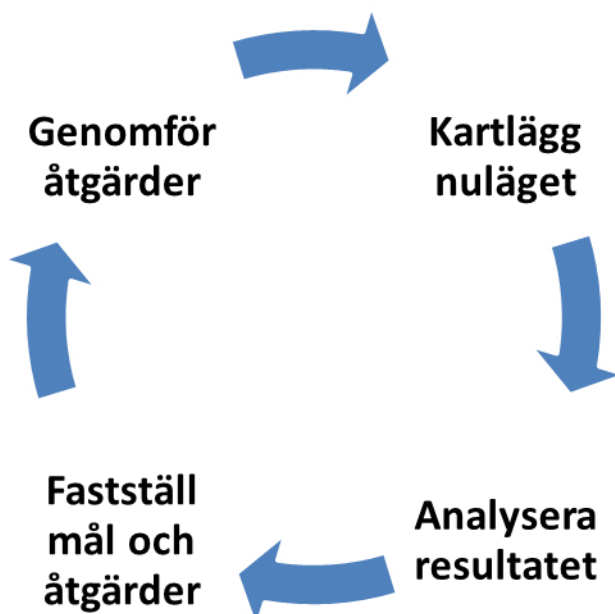 Genomför
åtgärder
Kartlägg
nuläget
Analysera
resultatet
Fastställ
mål och
åtgärder